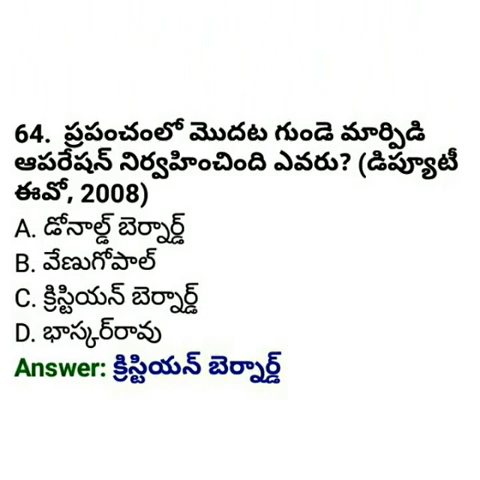 64. ప్రపంచంలో మొదట గుండె మార్పిడి
ఆపరేషన్ నిర్వహించింది ఎవరు? (డిప్యూటీ
ఈవో, 2008)
A. డోనాల్డ్ బెర్నార్డ్
B. వేణుగోపాల్
C. క్రిస్టియన్ బెర్నార్డ్
D. భాస్కర్‌రావు
Answer: క్రిస్టియన్ బెర్నార్డ్